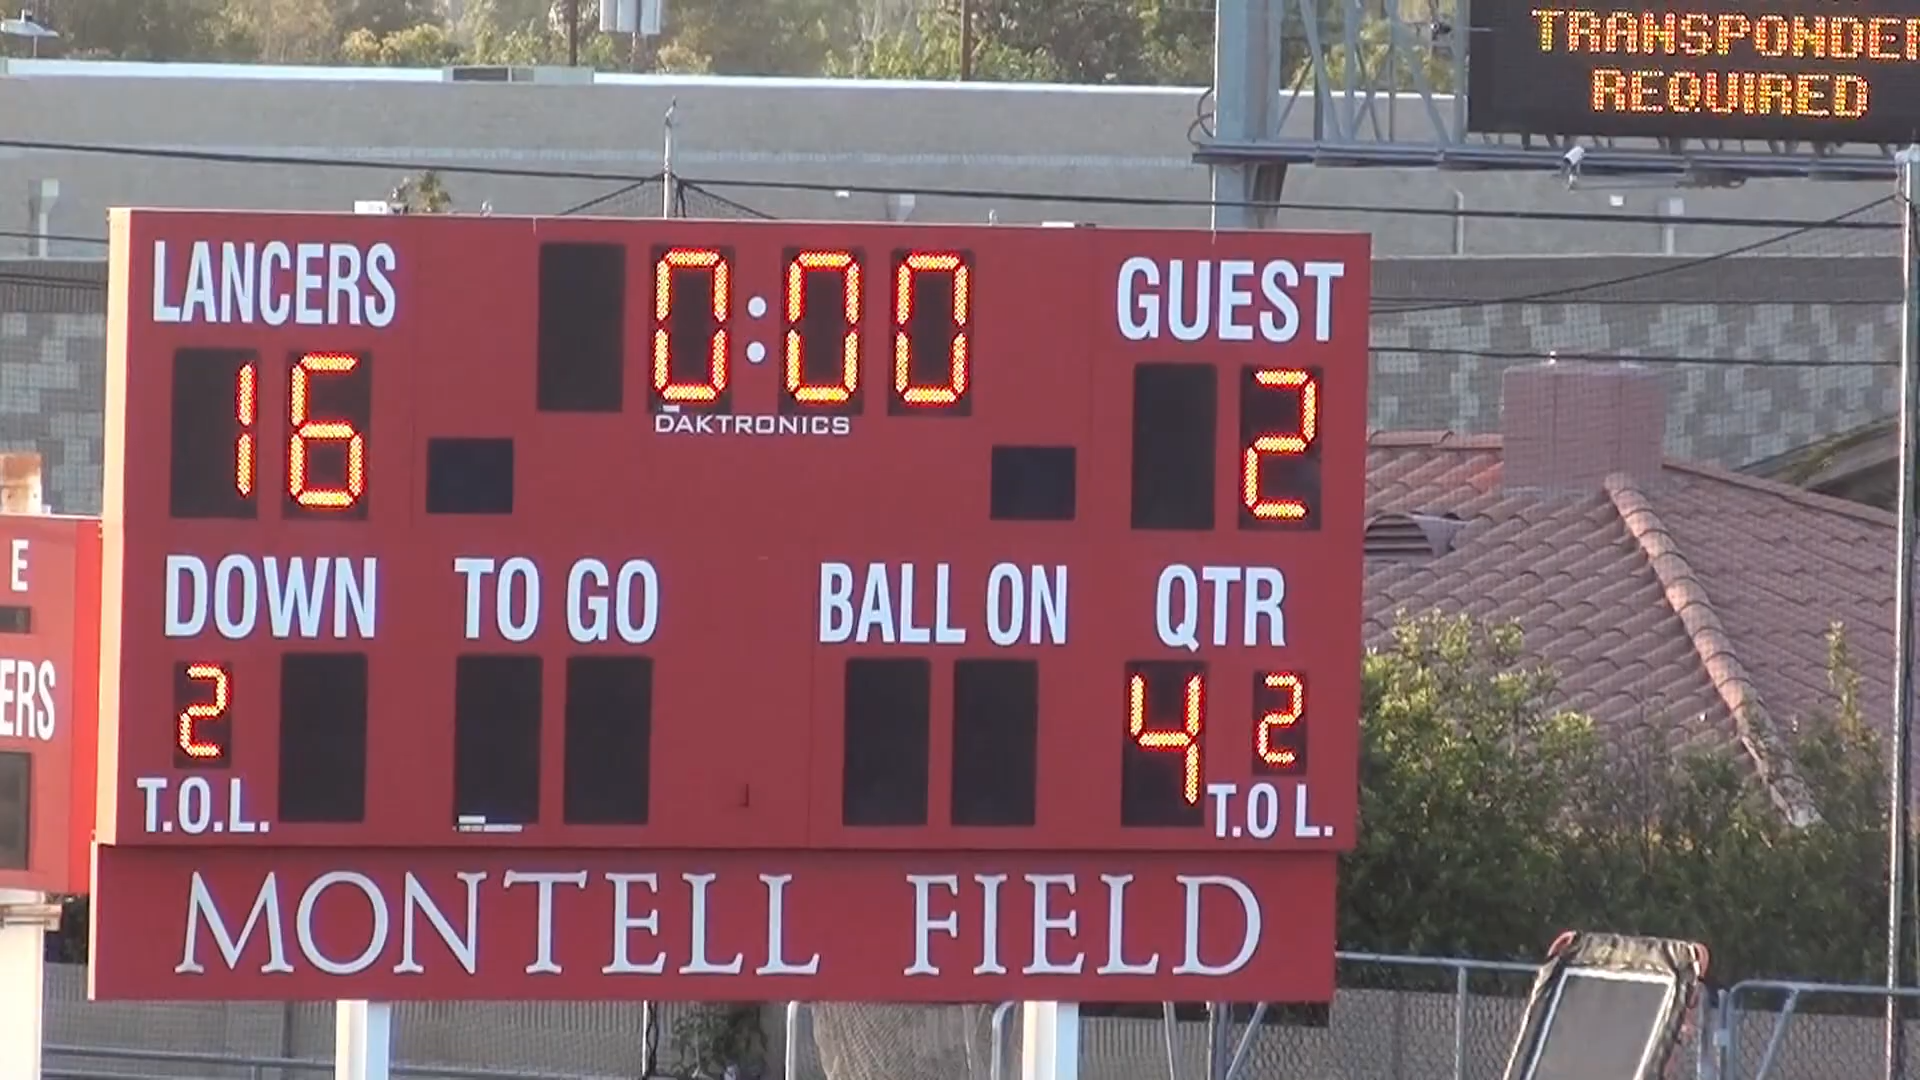 TRANSPONDER
REQUIRED
LANCERS 0:00 GUEST
16 DAKTRONICS 2
DOWN TO GO BALL ON QTR
2 4 2
T.O.L. T.O L.
MONTELL FIELD
E
ERS